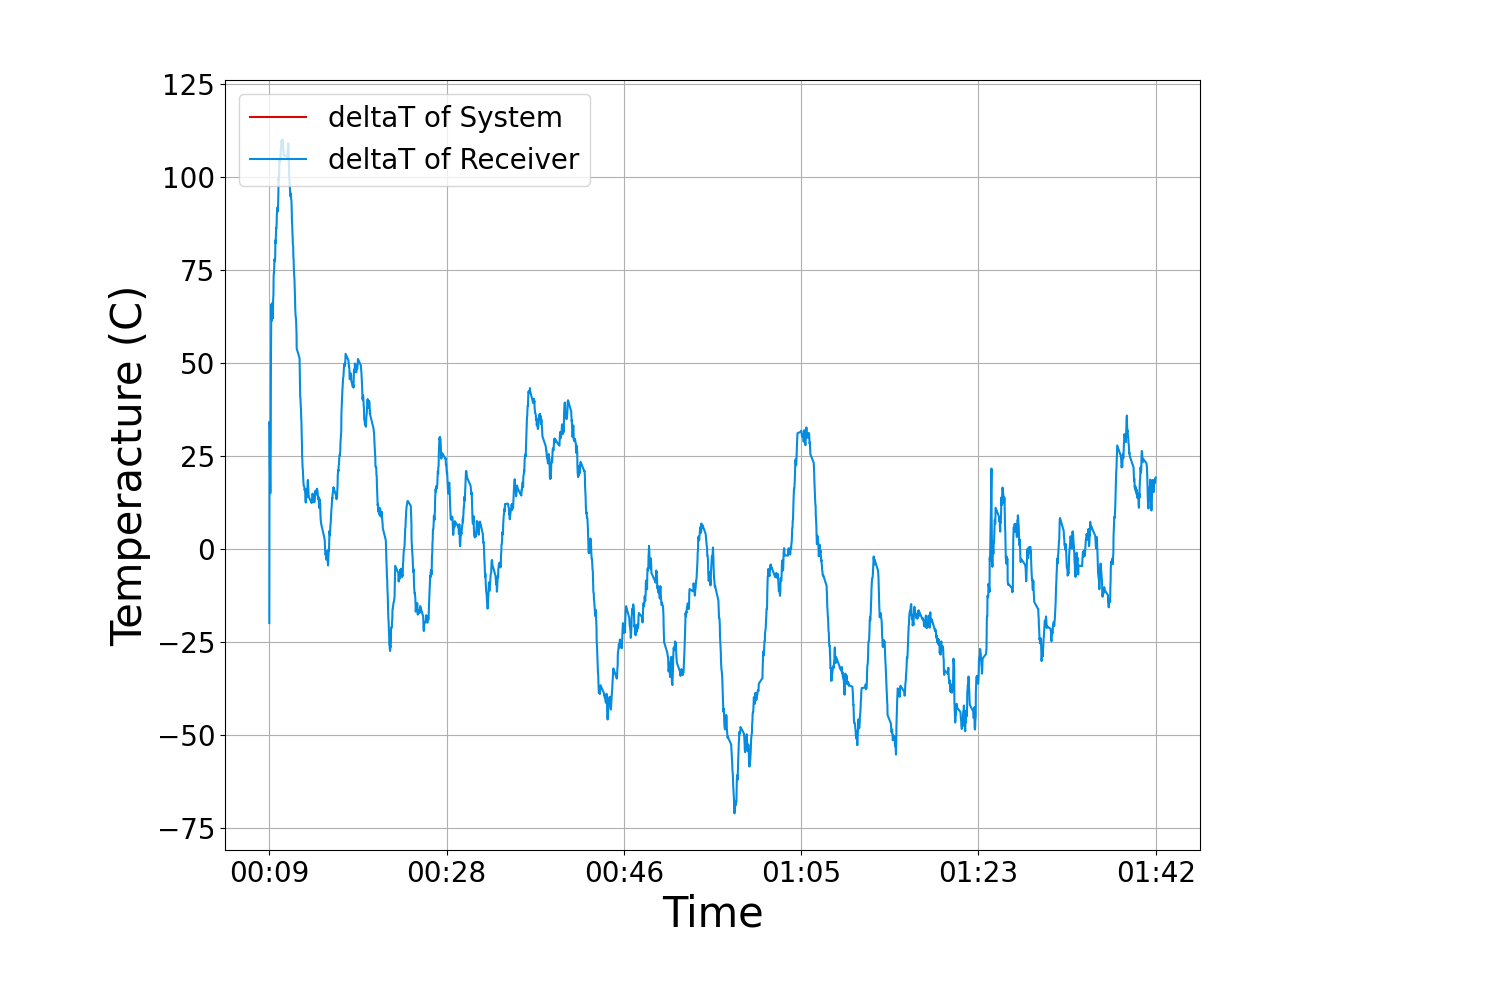 125
100
75
50
25
0
−25
−50
−75
deltaT of System
deltaT of Receiver
Temperacture (C)
00:09 00:28 00:46 01:05 01:23 01:42
Time